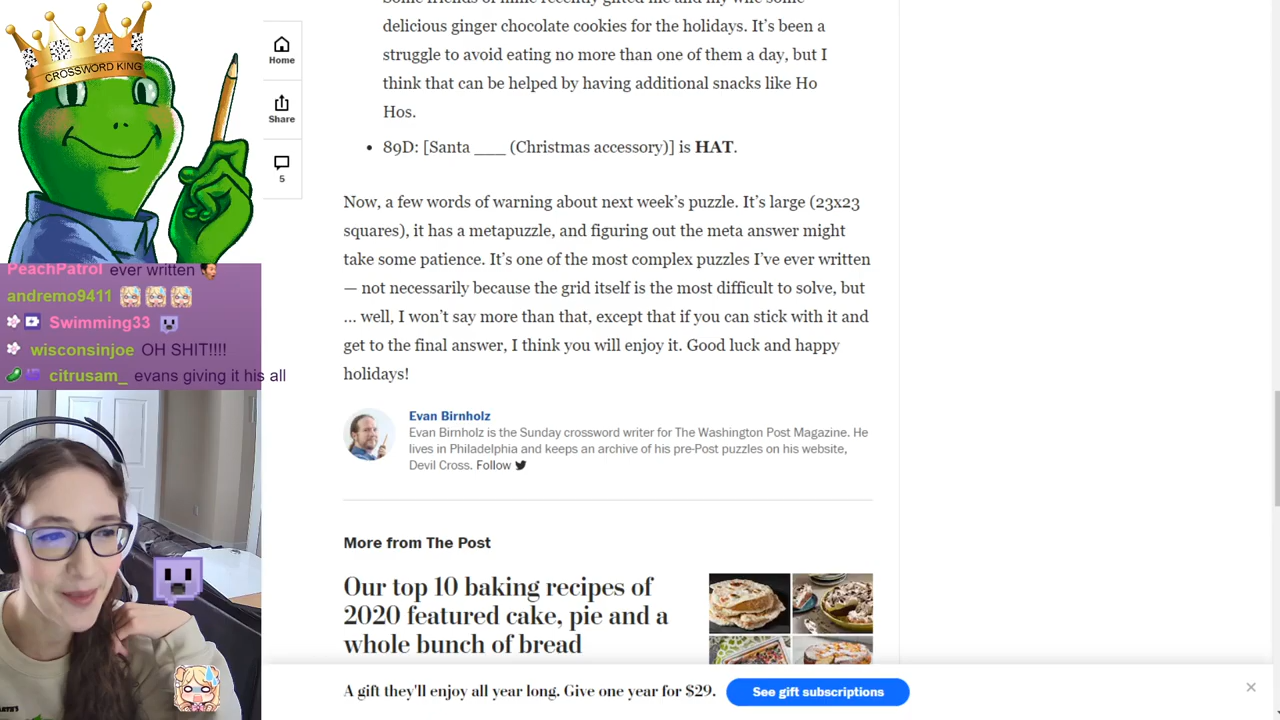 CROSSWORD KING
PeachPatrol ever written
andremo9411
Swimming33
wisconsinjoe OH SHIT!!!!
citrusam_ evans giving it his all
Home
Share
5
delicious ginger chocolate cookies for the holidays. It’s been a
struggle to avoid eating no more than one of them a day, but I
think that can be helped by having additional snacks like Ho
Hos.
• 89D: [Santa ___ (Christmas accessory)] is HAT.
Now, a few words of warning about next week’s puzzle. It’s large (23x23
squares), it has a metapuzzle, and figuring out the meta answer might
take some patience. It’s one of the most complex puzzles I’ve ever written
— not necessarily because the grid itself is the most difficult to solve, but
… well, I won’t say more than that, except that if you can stick with it and
get to the final answer, I think you will enjoy it. Good luck and happy
holidays!
Evan Birnholz
Evan Birnholz is the Sunday crossword writer for The Washington Post Magazine. He
lives in Philadelphia and keeps an archive of his pre-Post puzzles on his website,
Devil Cross. Follow
More from The Post
Our top 10 baking recipes of
2020 featured cake, pie and a
whole bunch of bread
A gift they'll enjoy all year long. Give one year for $29.
See gift subscriptions